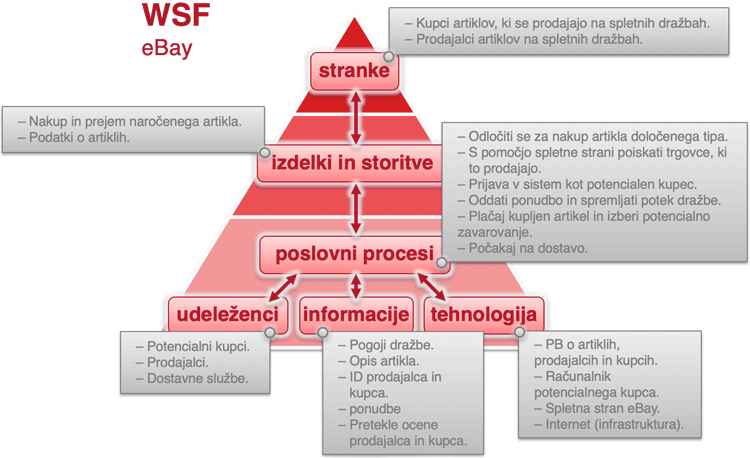 WSF
eBay
– Kupci artiklov, ki se prodajajo na spletnih dražbah.
– Prodajalci artiklov na spletnih dražbah.
stranke
– Nakup in prejem naročenega artikla.
– Podatki o artiklih.
izdelki in storitve
– Odločiti se za nakup artikla določenega tipa.
– S pomočjo spletne strani poiskati trgovce, ki
to prodajajo.
– Prijava v sistem kot potencialen kupec.
– Oddati ponudbo in spremljati potek dražbe.
– Plačaj kupljen artikel in izberi potencialno
zavarovanje.
– Počakaj na dostavo.
poslovni procesi
udeleženci
informacije
tehnologija
– Potencialni kupci.
– Prodajalci.
– Dostavne službe.
– Pogoji dražbe.
– Opis artikla.
– ID prodajalca in
kupca.
– ponudbe
– Pretekle ocene
prodajalca in kupca.
– PB o artiklih,
prodajalcih in kupcih.
– Računalnik
potencialnega kupca.
– Spletna stran eBay.
– Internet (infrastruktura).